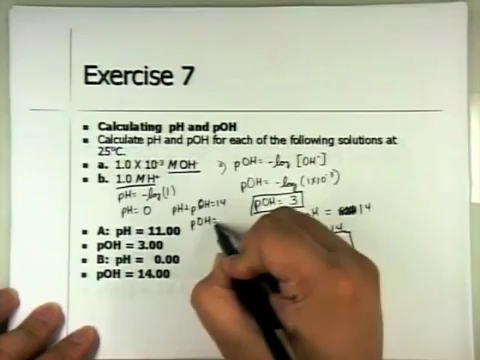 Exercise 7
Calculating pH and pOH
Calculate pH and pOH for each of the following solutions at
25°C.
a. 1.0 X 10⁻³ M OH⁻
b. 1.0 M H⁺
pOH = -log [OH⁻]
pOH = -log (1x10⁻³)
pOH = 3
H = 14
14
pH = -log(1)
pH = 0
pH + pOH = 14
pOH =
A: pH = 11.00
pOH = 3.00
B: pH = 0.00
pOH = 14.00